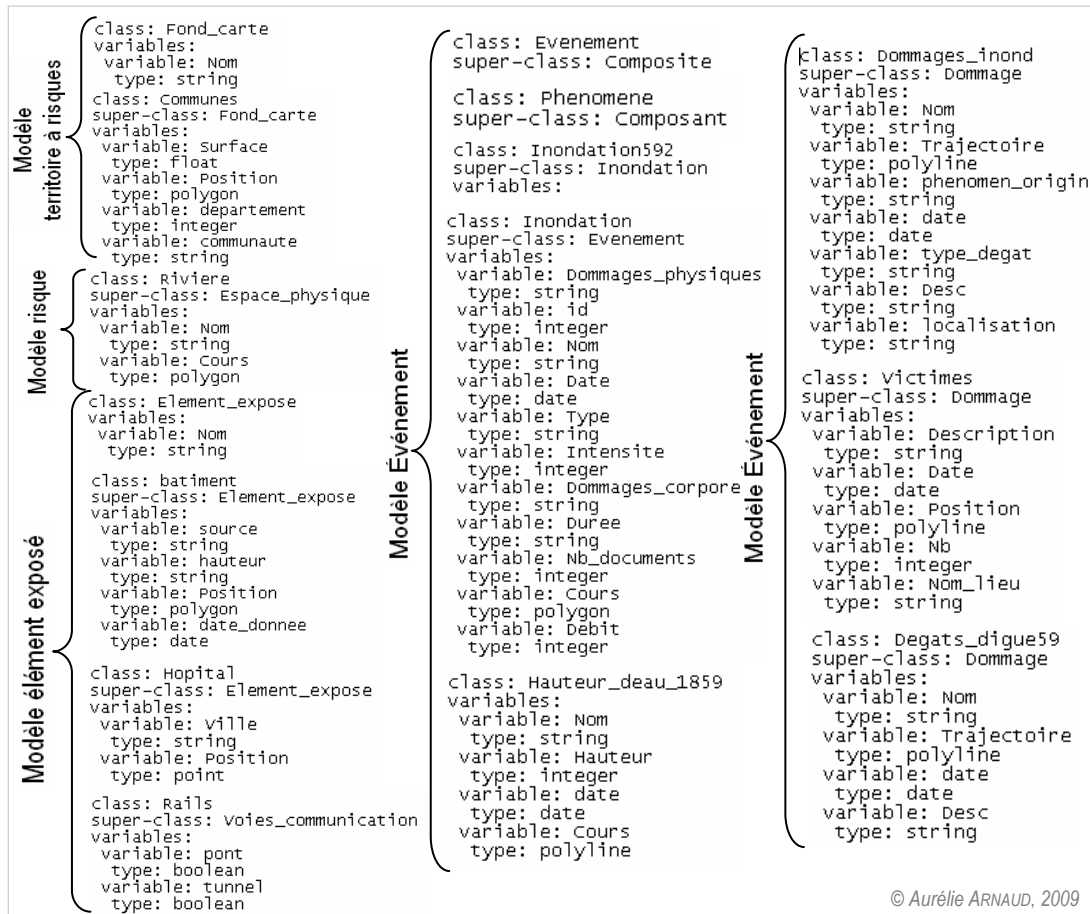 Modèle
territoire à risques
class: Fond_carte
variables:
variable: Nom
type: string
class: Communes
super-class: Fond_carte
variables:
variable: Surface
type: float
variable: Position
type: polygon
variable: departement
type: integer
variable: communaute
type: string
Modèle risque
class: Riviere
super-class: Espace_physique
variables:
variable: Nom
type: string
variable: Cours
type: polygon
Modèle élément exposé
class: Element_expose
variables:
variable: Nom
type: string
class: batiment
super-class: Element_expose
variables:
variable: source
type: string
variable: hauteur
type: string
variable: Position
type: polygon
variable: date_donnee
type: date
class: Hopital
super-class: Element_expose
variables:
variable: Ville
type: string
variable: Position
type: point
class: Rails
super-class: Voies_communication
variables:
variable: pont
type: boolean
variable: tunnel
type: boolean
Modèle Événement
class: Evenement
super-class: Composite
class: Phenomene
super-class: Composant
class: Inondation592
super-class: Inondation
variables:
class: Inondation
super-class: Evenement
variables:
variable: Dommages_physiques
type: string
variable: id
type: integer
variable: Nom
type: string
variable: Date
type: date
variable: Type
type: string
variable: Intensite
type: integer
variable: Dommages_corpore
type: string
variable: Duree
type: string
variable: Nb_documents
type: integer
variable: Cours
type: polygon
variable: Debit
type: integer
class: Hauteur_deau_1859
variables:
variable: Nom
type: string
variable: Hauteur
type: integer
variable: date
type: date
variable: Cours
type: polyline
Modèle Événement
class: Dommages_inond
super-class: Dommage
variables:
variable: Nom
type: string
variable: Trajectoire
type: polyline
variable: phenomen_origin
type: string
variable: date
type: date
variable: type_degat
type: string
variable: Desc
type: string
variable: localisation
type: string
class: Victimes
super-class: Dommage
variables:
variable: Description
type: string
variable: Date
type: date
variable: Position
type: polyline
variable: Nb
type: integer
variable: Nom_lieu
type: string
class: Degats_digue59
super-class: Dommage
variables:
variable: Nom
type: string
variable: Trajectoire
type: polyline
variable: date
type: date
variable: Desc
type: string
© Aurélie ARNAUD, 2009